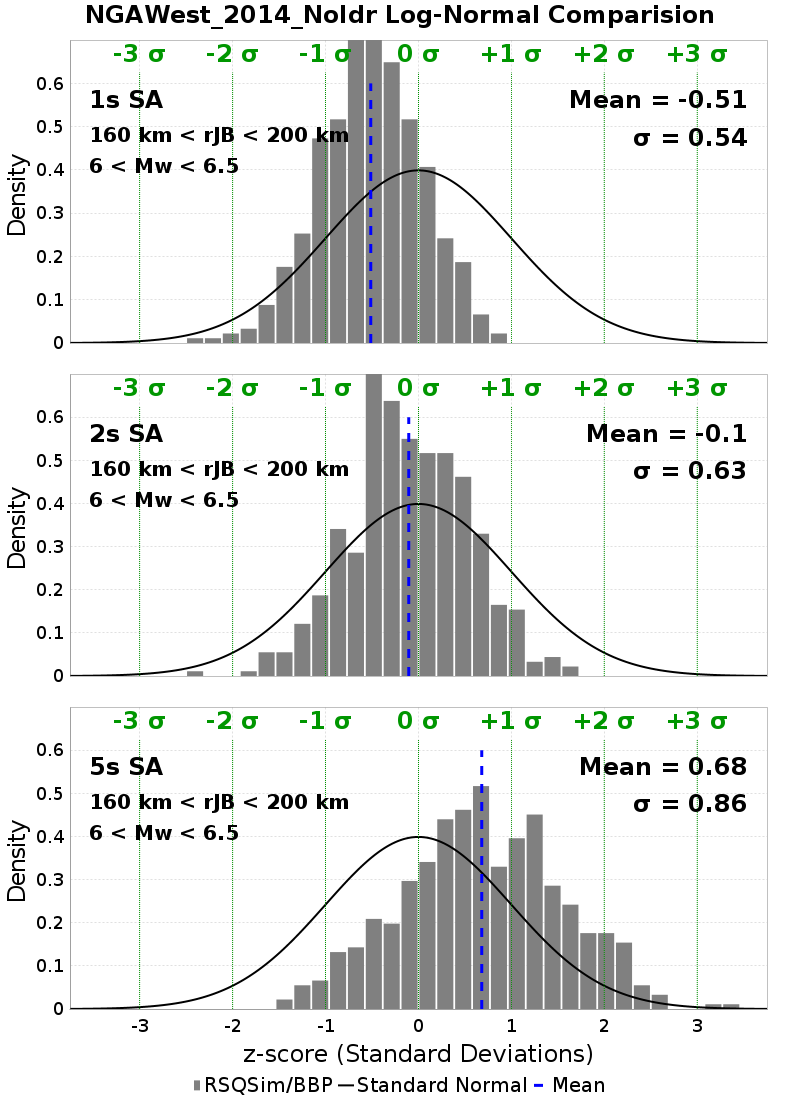 NGAWest_2014_NoIdr Log-Normal Comparision
-3 σ -2 σ -1 σ 0 σ +1 σ +2 σ +3 σ
1s SA
160 km < rJB < 200 km
6 < Mw < 6.5
Mean = -0.51
σ = 0.54
Density
0.6
0.5
0.4
0.3
0.2
0.1
0
-3 σ -2 σ -1 σ 0 σ +1 σ +2 σ +3 σ
2s SA
160 km < rJB < 200 km
6 < Mw < 6.5
Mean = -0.1
σ = 0.63
Density
0.6
0.5
0.4
0.3
0.2
0.1
0
-3 σ -2 σ -1 σ 0 σ +1 σ +2 σ +3 σ
5s SA
160 km < rJB < 200 km
6 < Mw < 6.5
Mean = 0.68
σ = 0.86
Density
0.6
0.5
0.4
0.3
0.2
0.1
0
-3 -2 -1 0 1 2 3
z-score (Standard Deviations)
RSQSim/BBP Standard Normal Mean